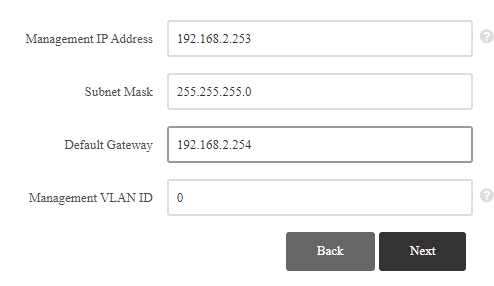 Management IP Address 192.168.2.253 ?
Subnet Mask 255.255.255.0
Default Gateway 192.168.2.254
Management VLAN ID 0 ?
Back Next